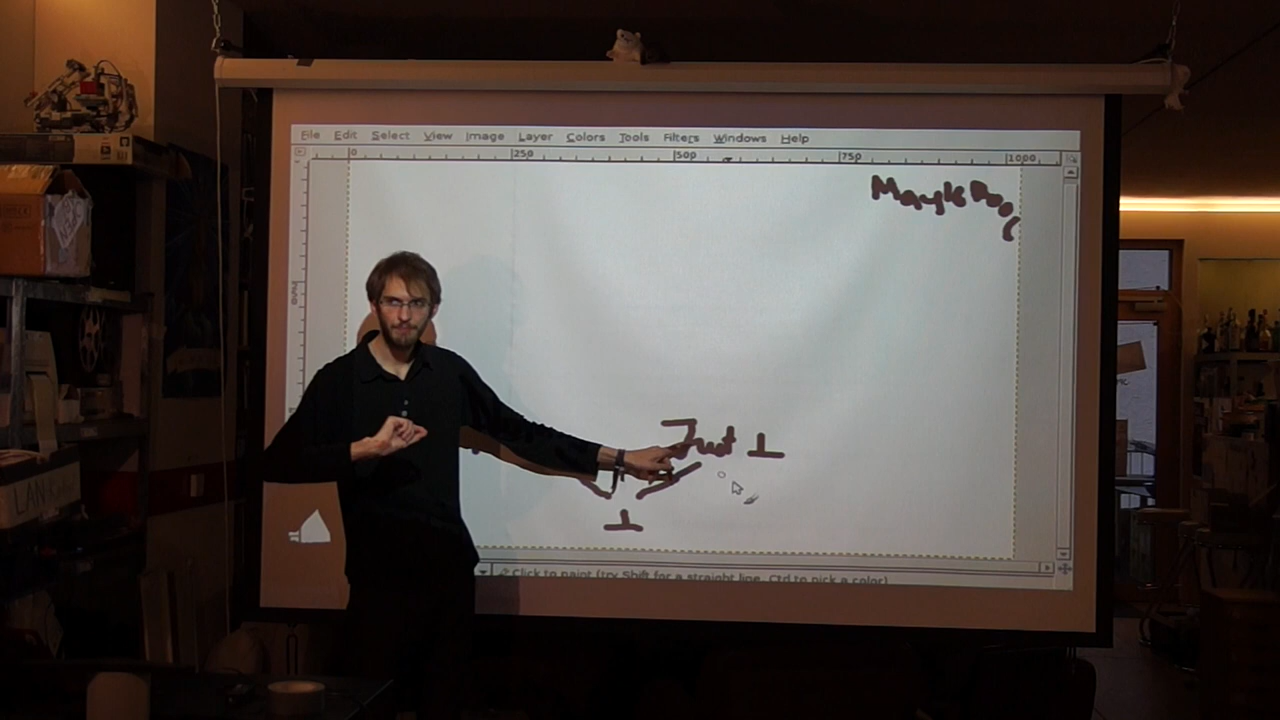 File Edit Select View Image Layer Colors Tools Filters Windows Help
0 250 500 750 1000
Just ⊥
⊥
Click to paint (try Shift for a straight line, Ctrl to pick a color)